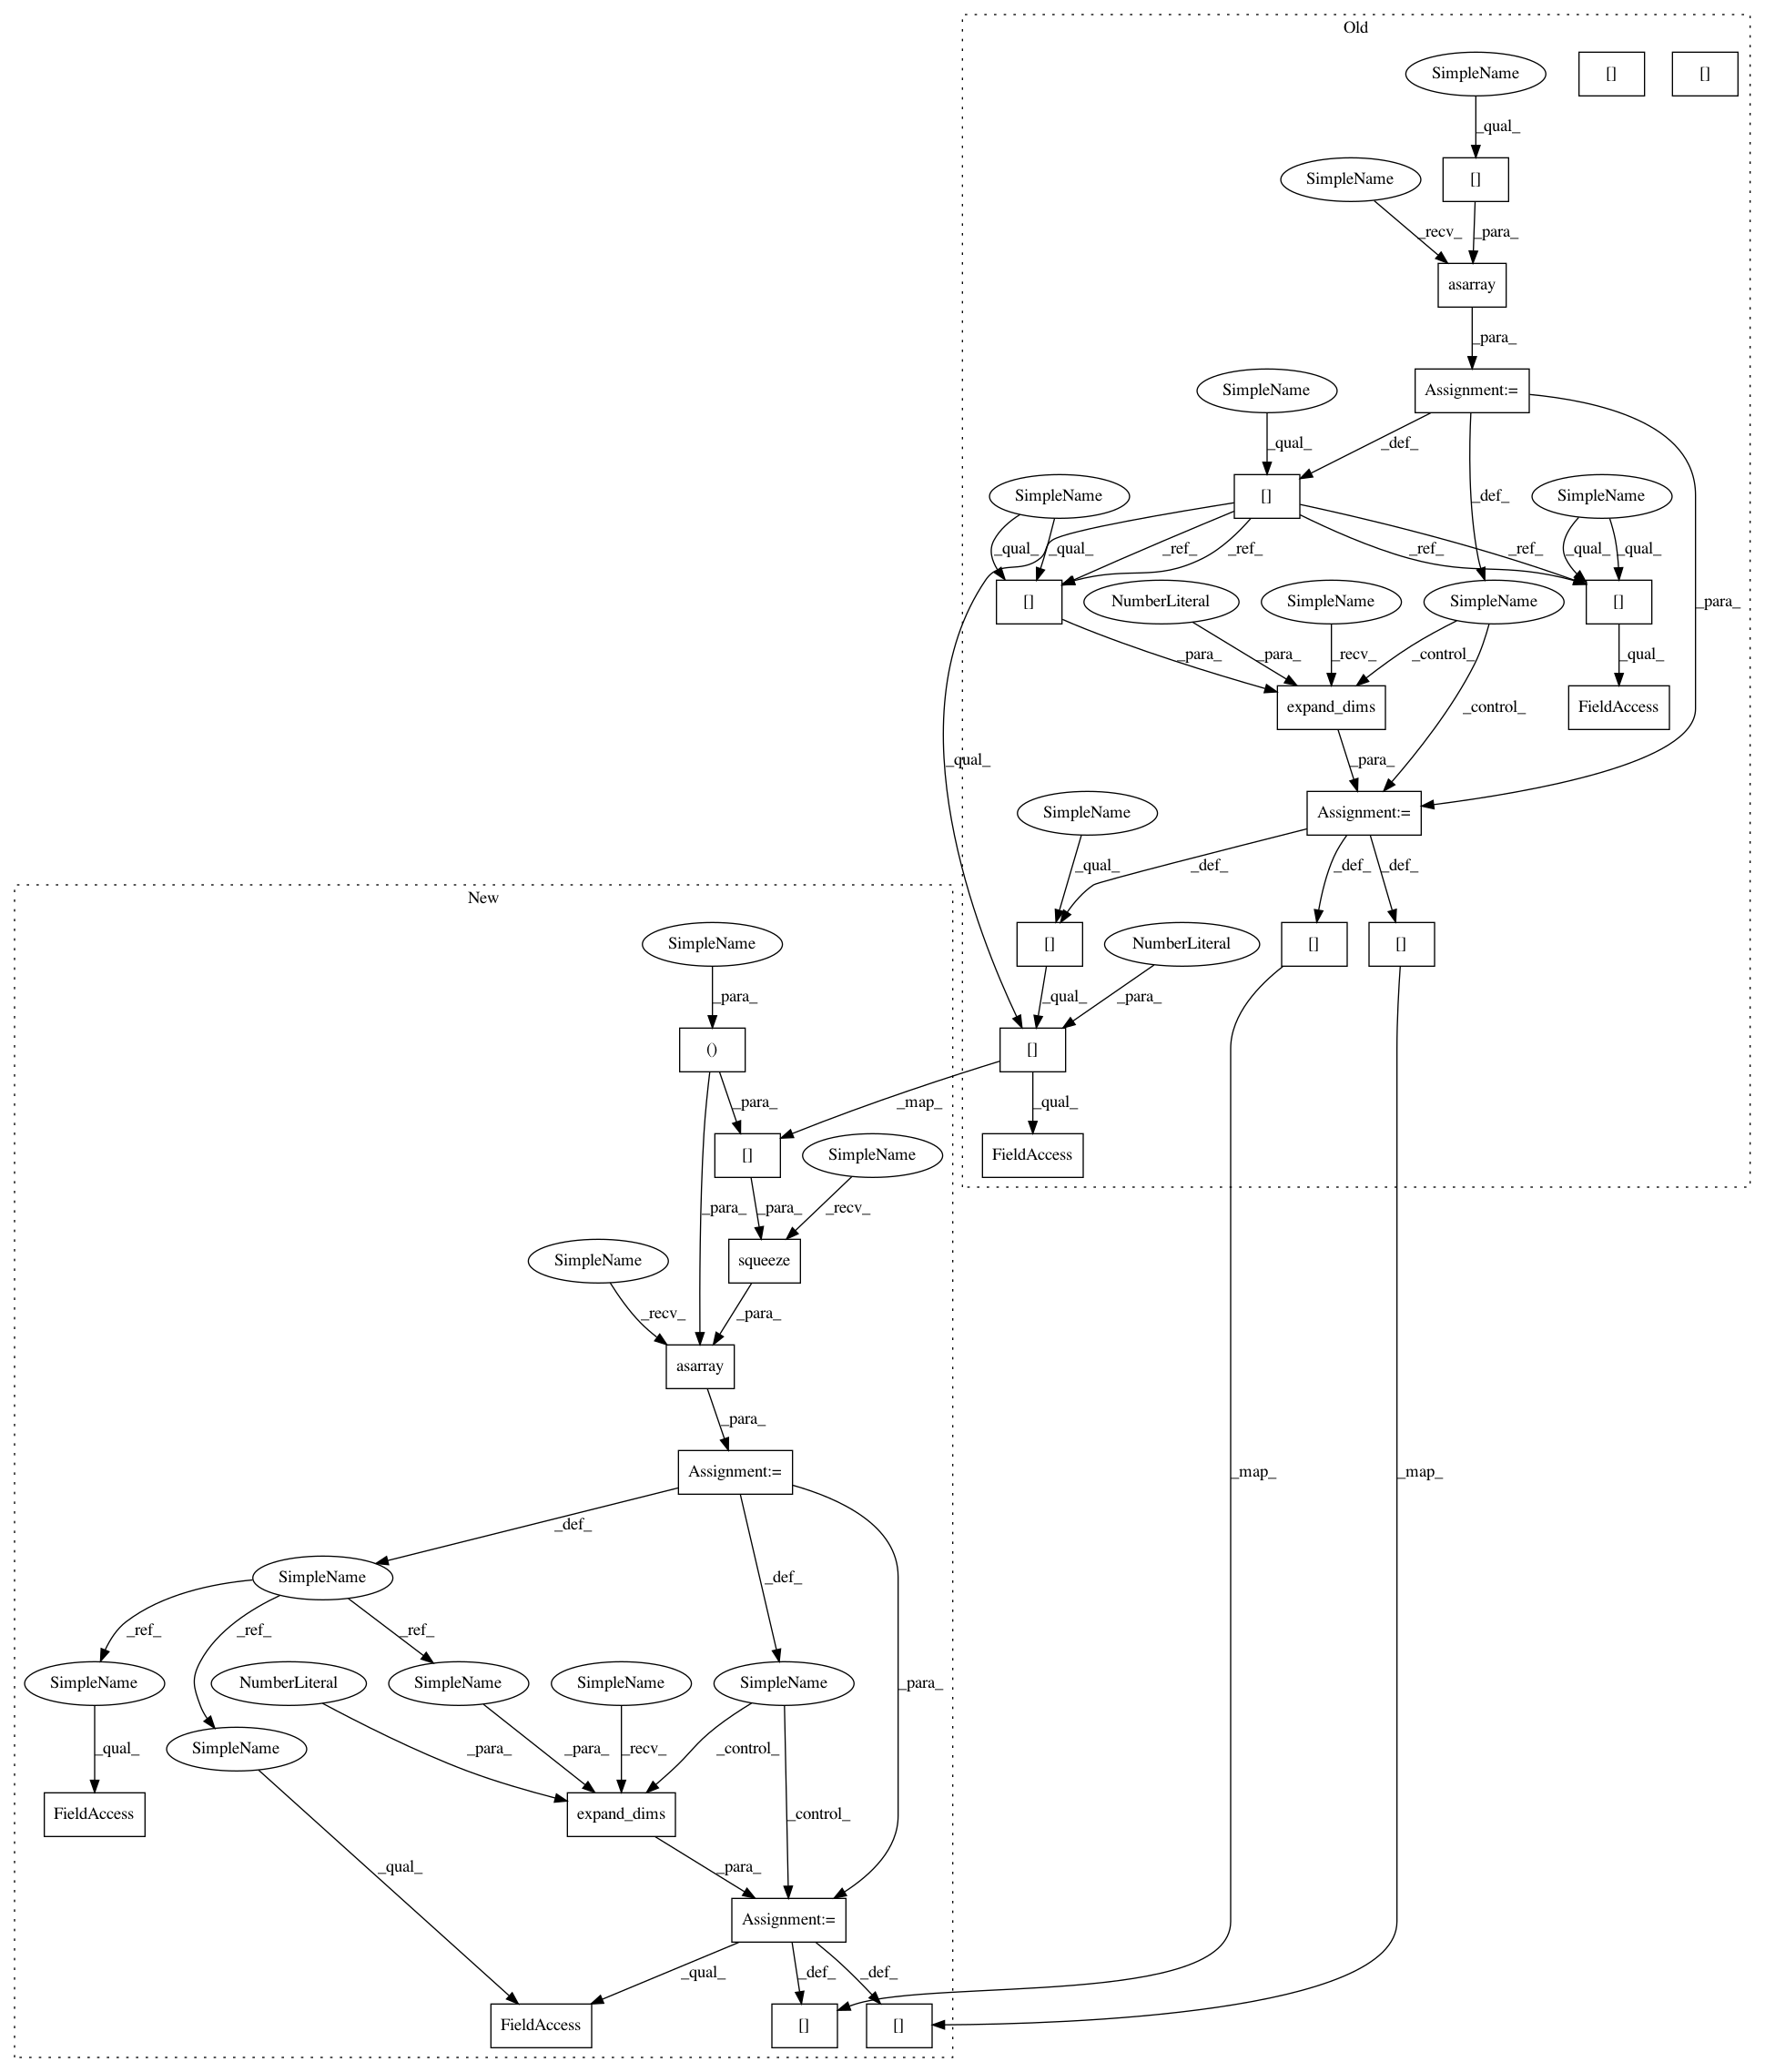 Old
SimpleName
[]
[]
_qual_
SimpleName
[]
_recv_
_para_
asarray
_para_
SimpleName
Assignment:=
_qual_
_def_
SimpleName
[]
_def_
SimpleName
_qual_
_qual_
_ref_
_ref_
_ref_
_ref_
_qual_
_qual_
[]
NumberLiteral
SimpleName
SimpleName
[]
_para_
_para_
_para_
_recv_
_control_
_qual_
expand_dims
_control_
FieldAccess
_qual_
_para_
SimpleName
Assignment:=
_qual_
_def_
_def_
_def_
New
SimpleName
[]
NumberLiteral
[]
[]
_para_
_qual_
_para_
()
[]
_para_
_map_
_qual_
[]
SimpleName
FieldAccess
_para_
_para_
_recv_
SimpleName
squeeze
_recv_
_para_
asarray
_para_
Assignment:=
_map_
_map_
_def_
SimpleName
_def_
_ref_
_ref_
_ref_
SimpleName
NumberLiteral
SimpleName
SimpleName
SimpleName
_para_
SimpleName
_qual_
_para_
_para_
_recv_
_control_
FieldAccess
expand_dims
_control_
_qual_
_para_
Assignment:=
_qual_
_def_
_def_
FieldAccess
[]
[]